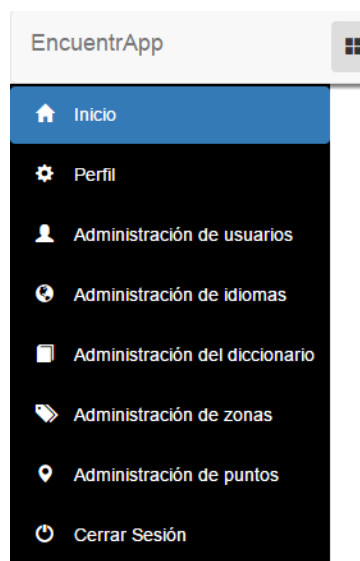 EncuentrApp
Inicio
Perfil
Administración de usuarios
Administración de idiomas
Administración del diccionario
Administración de zonas
Administración de puntos
Cerrar Sesión